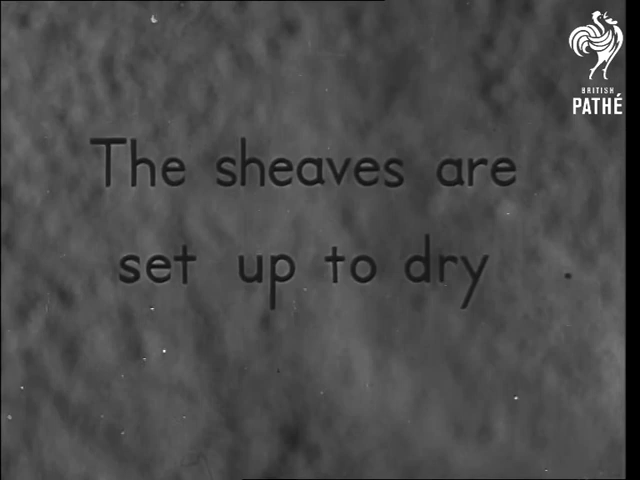 BRITISH
PATHÉ
The sheaves are
set up to dry .